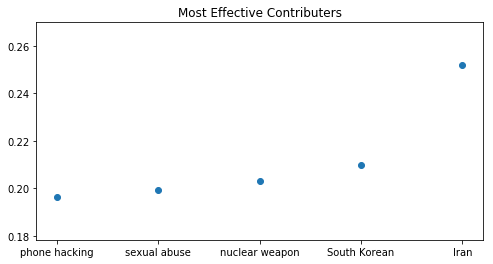 Most Effective Contributers
0.26
0.24
0.22
0.20
0.18
phone hacking sexual abuse nuclear weapon South Korean Iran